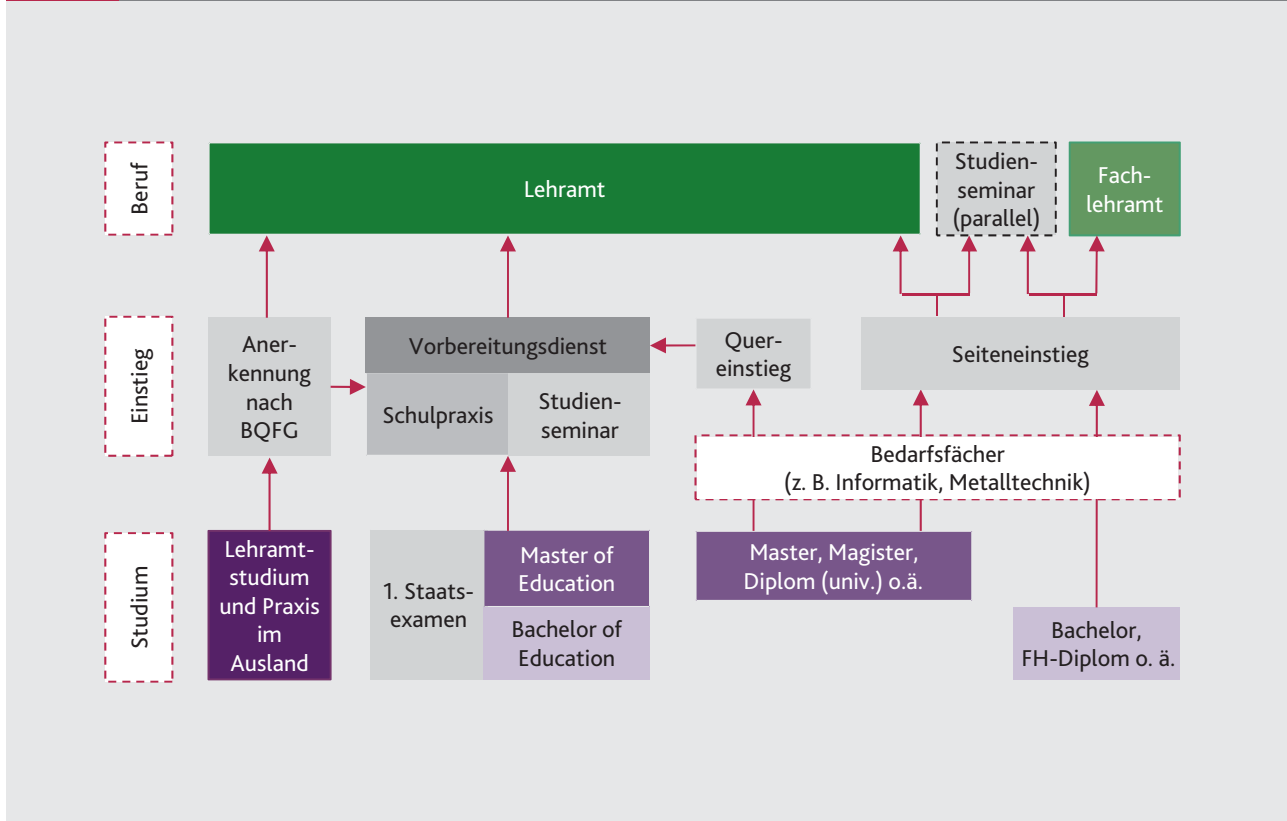 Beruf
Lehramt
Studien-
seminar
(parallel)
Fach-
lehramt
Einstieg
Aner-
kennung
nach
BQFG
Vorbereitungsdienst
Schulpraxis
Studien-
seminar
Quer-
einstieg
Seiteneinstieg
Bedarfsfächer
(z. B. Informatik, Metalltechnik)
Studium
Lehramt-
studium
und Praxis
im
Ausland
1. Staats-
examen
Master of
Education
Bachelor of
Education
Master, Magister,
Diplom (univ.) o.ä.
Bachelor,
FH-Diplom o. ä.